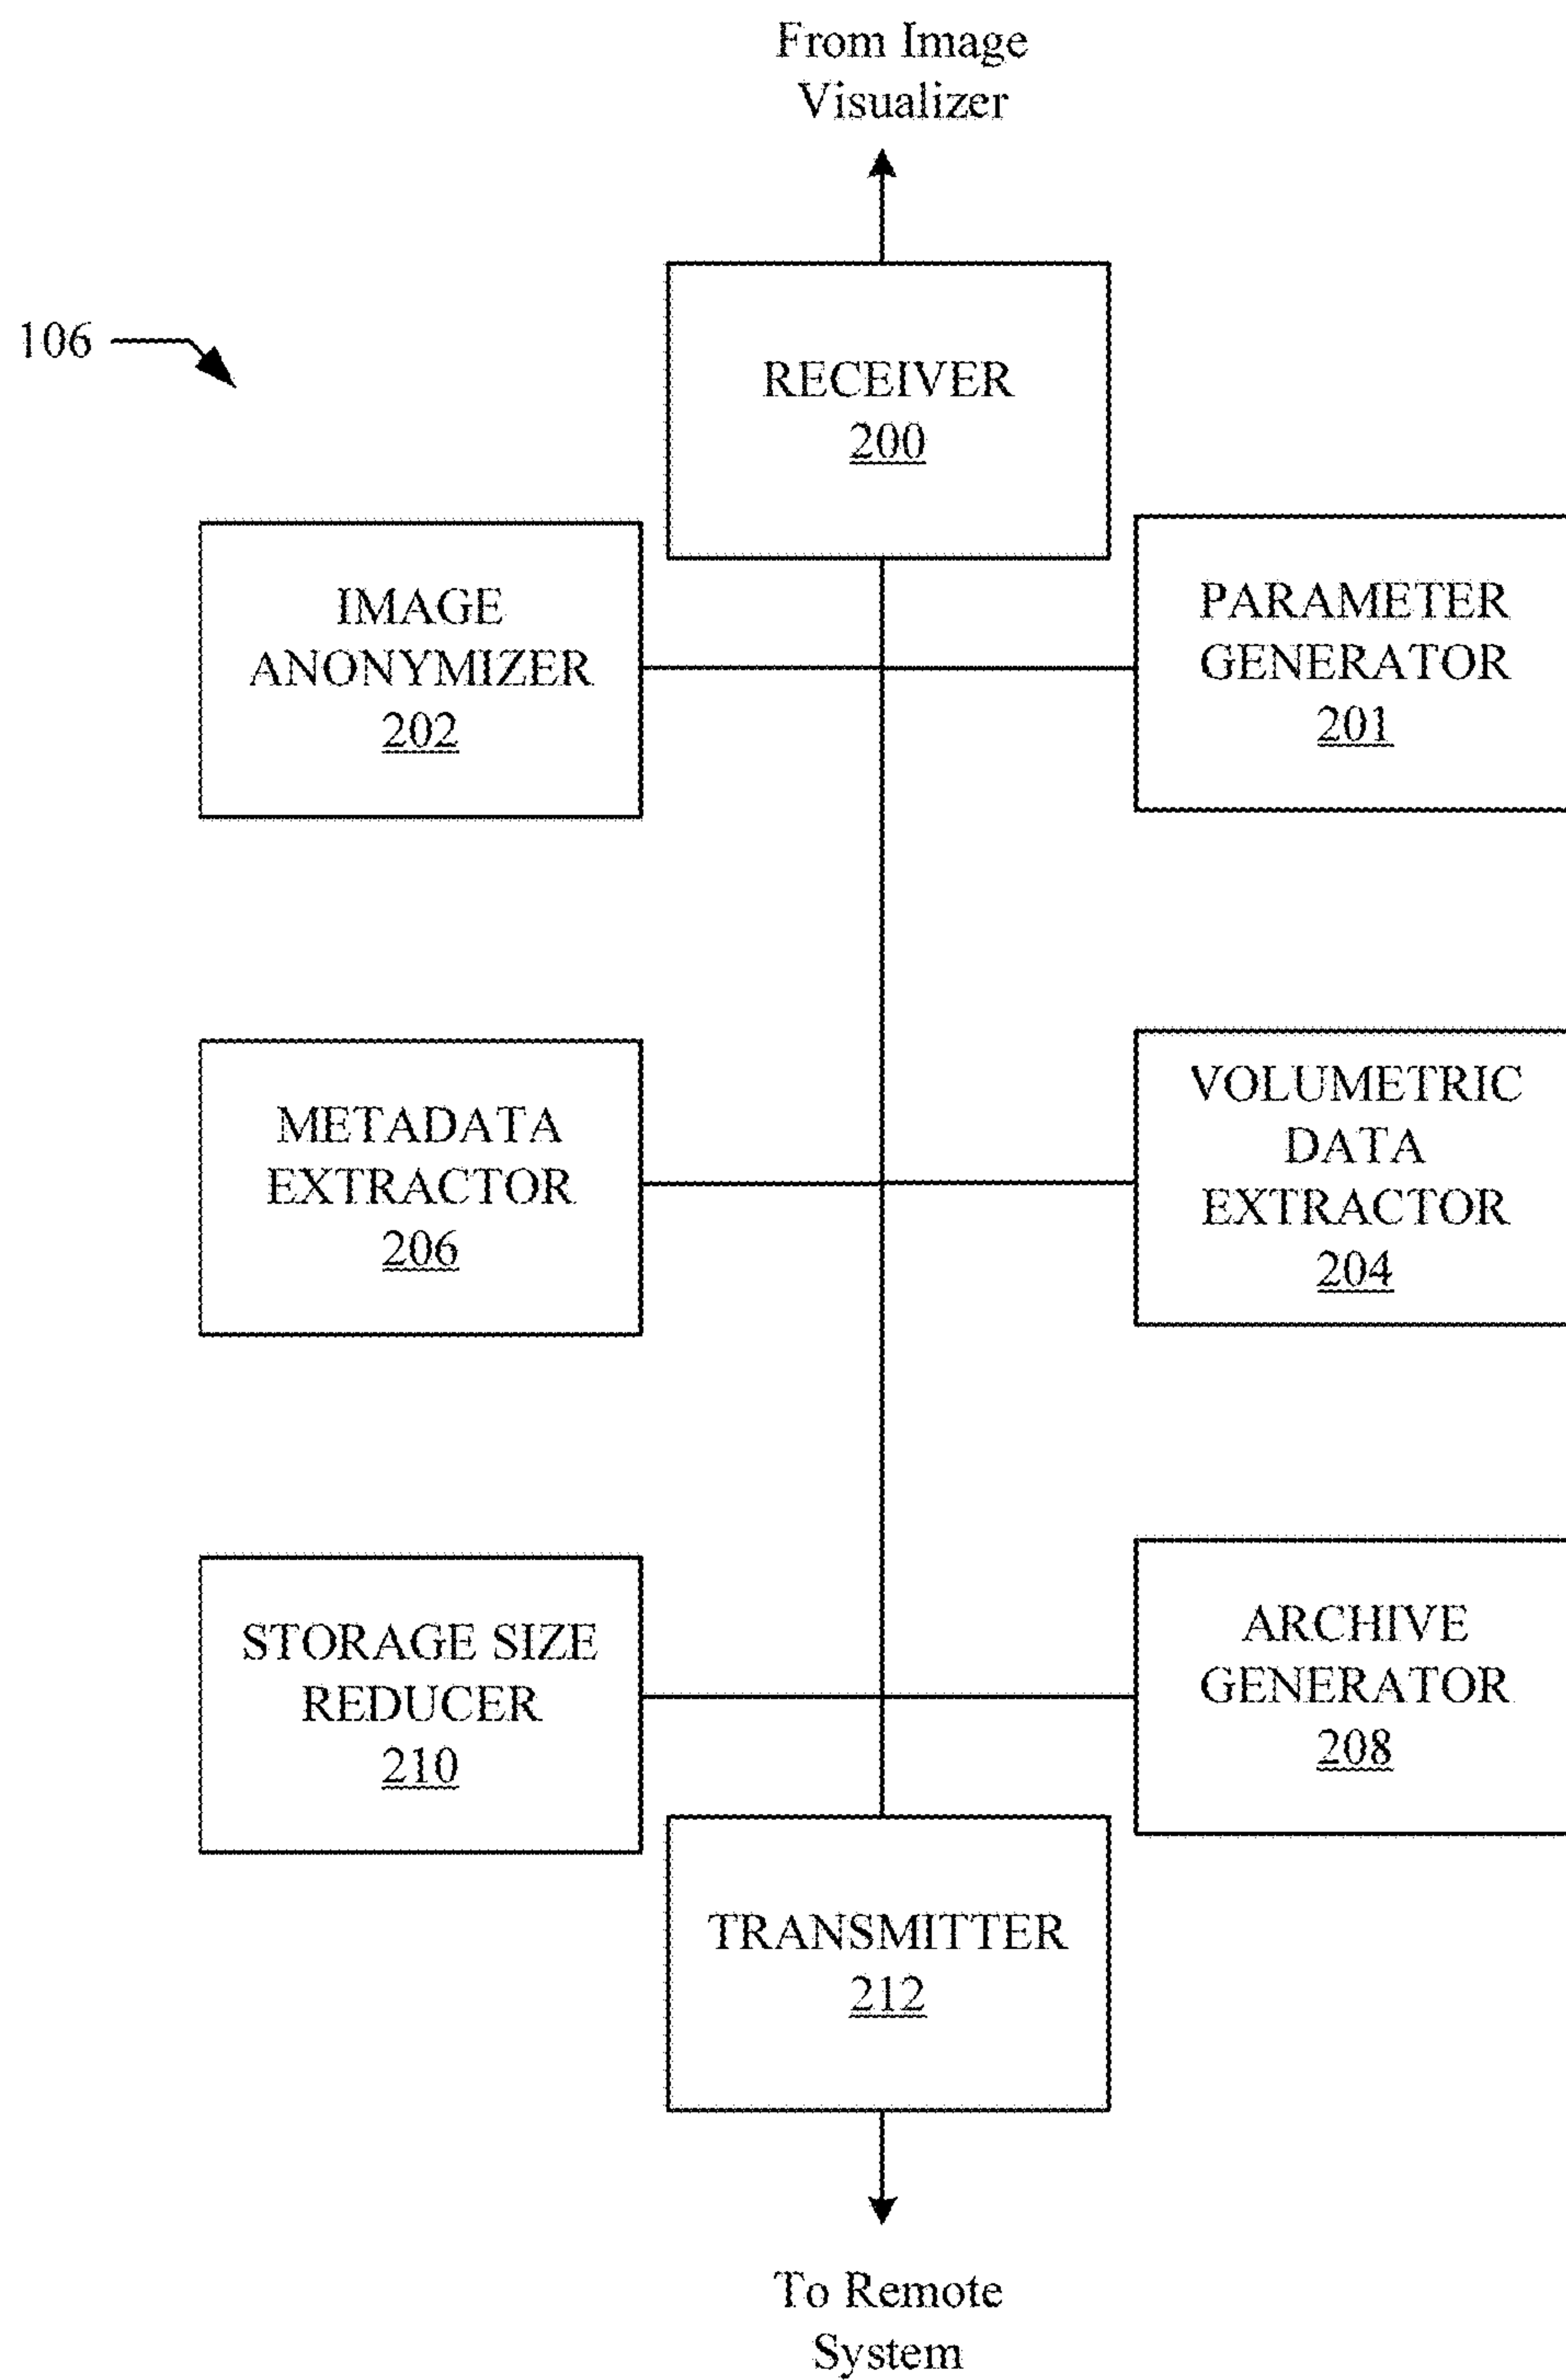 From Image
Visualizer
106
RECEIVER
200
IMAGE
ANONYMIZER
202
PARAMETER
GENERATOR
201
METADATA
EXTRACTOR
206
VOLUMETRIC
DATA
EXTRACTOR
204
STORAGE SIZE
REDUCER
210
ARCHIVE
GENERATOR
208
TRANSMITTER
212
To Remote
System